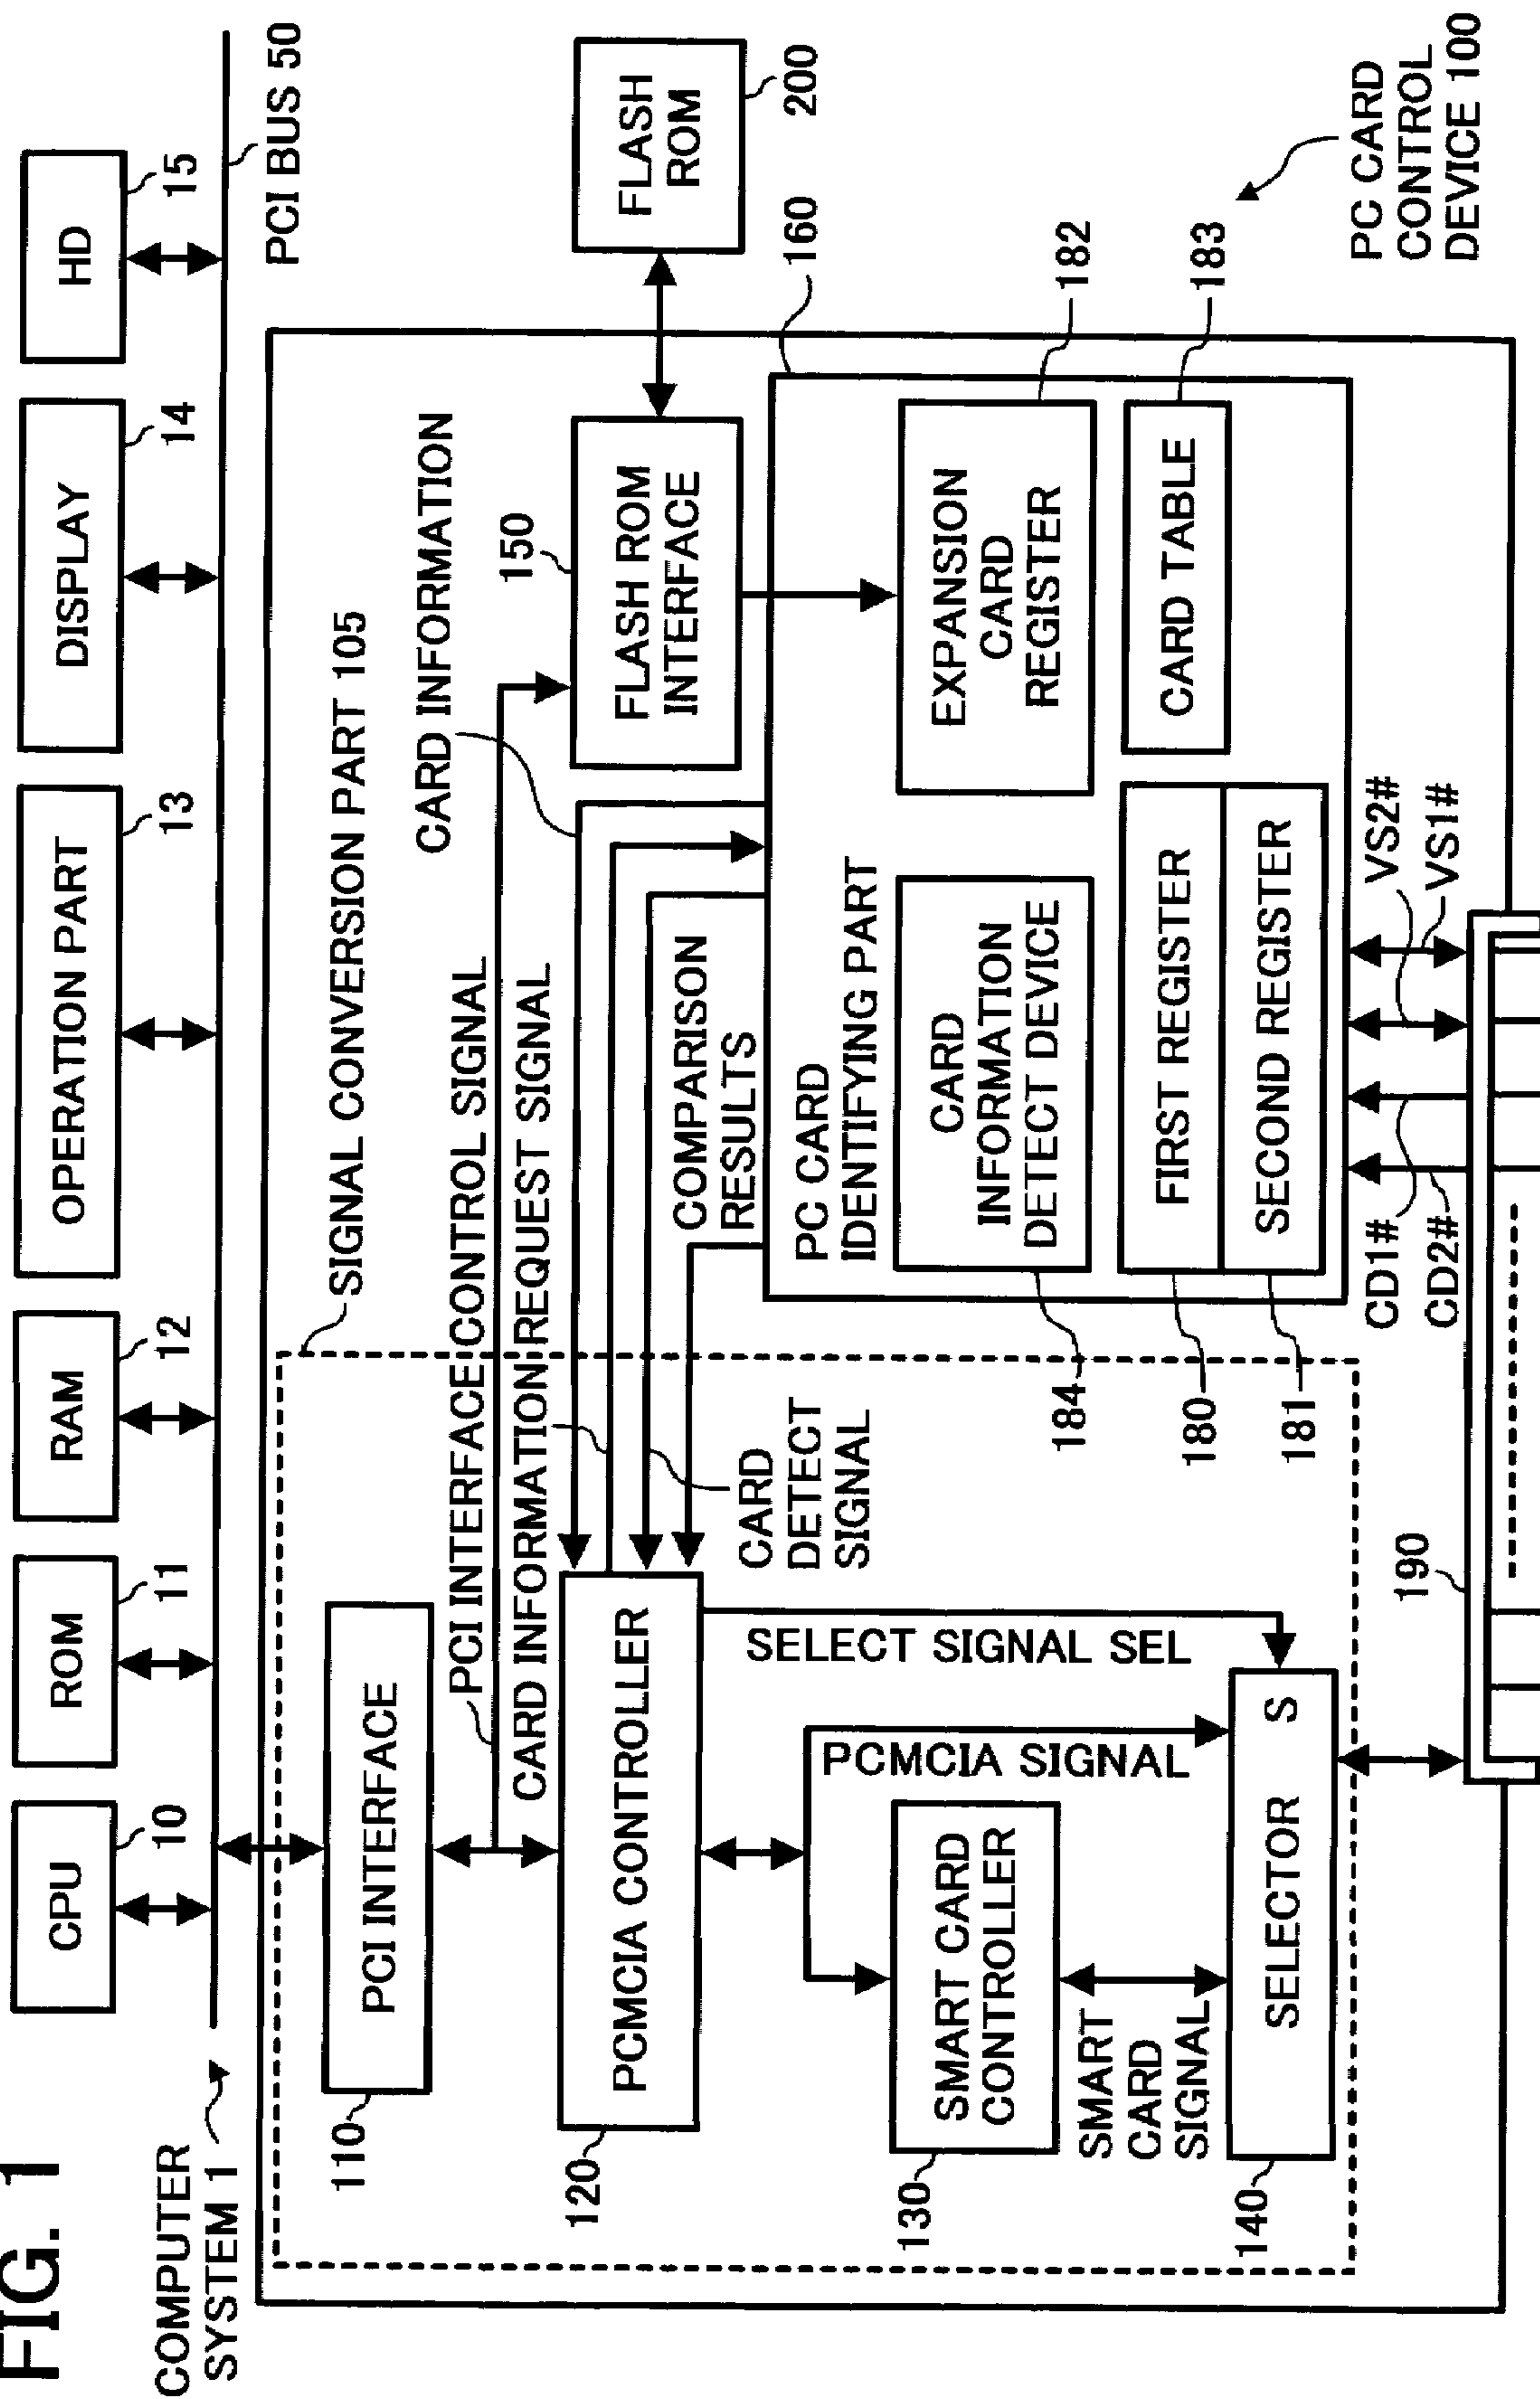 FIG. 1
COMPUTER
SYSTEM 1
CPU
10
ROM
11
RAM
12
OPERATION PART
13
DISPLAY
14
HD
15
PCI BUS 50
SIGNAL CONVERSION PART 105
PCI INTERFACE
110
PCI INTERFACE CONTROL SIGNAL
CARD INFORMATION REQUEST SIGNAL
CARD INFORMATION
PCMCIA CONTROLLER
120
CARD
DETECT
SIGNAL
COMPARISON
RESULTS
SELECT SIGNAL SEL
PCMCIA SIGNAL
SMART CARD
CONTROLLER
130
SMART
CARD
SIGNAL
SELECTOR
S
140
150
FLASH ROM
INTERFACE
FLASH
ROM
200
160
PC CARD
IDENTIFYING PART
CARD
INFORMATION
DETECT DEVICE
184
EXPANSION
CARD
REGISTER
182
FIRST REGISTER
180
SECOND REGISTER
181
CARD TABLE
183
CD1#
CD2#
VS2#
VS1#
190
PC CARD
CONTROL
DEVICE 100